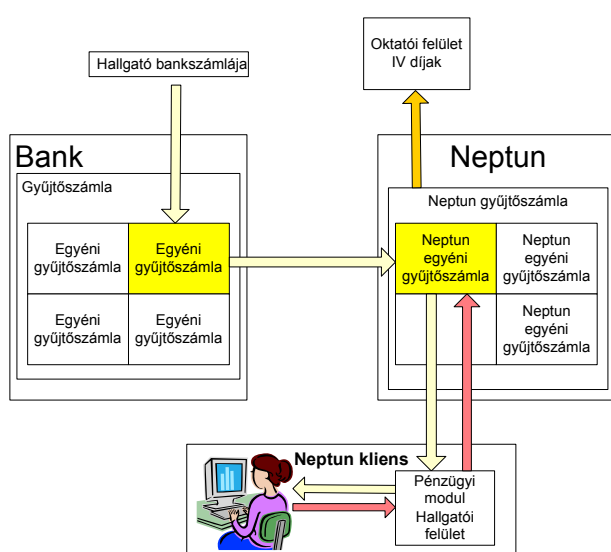 Hallgató bankszámlája
Oktatói felület
IV díjak
Bank
Gyűjtőszámla
Egyéni
gyűjtőszámla
Egyéni
gyűjtőszámla
Egyéni
gyűjtőszámla
Egyéni
gyűjtőszámla
Neptun
Neptun gyűjtőszámla
Neptun
egyéni
gyűjtőszámla
Neptun
egyéni
gyűjtőszámla
Neptun
egyéni
gyűjtőszámla
Neptun kliens
Pénzügyi
modul
Hallgatói
felület